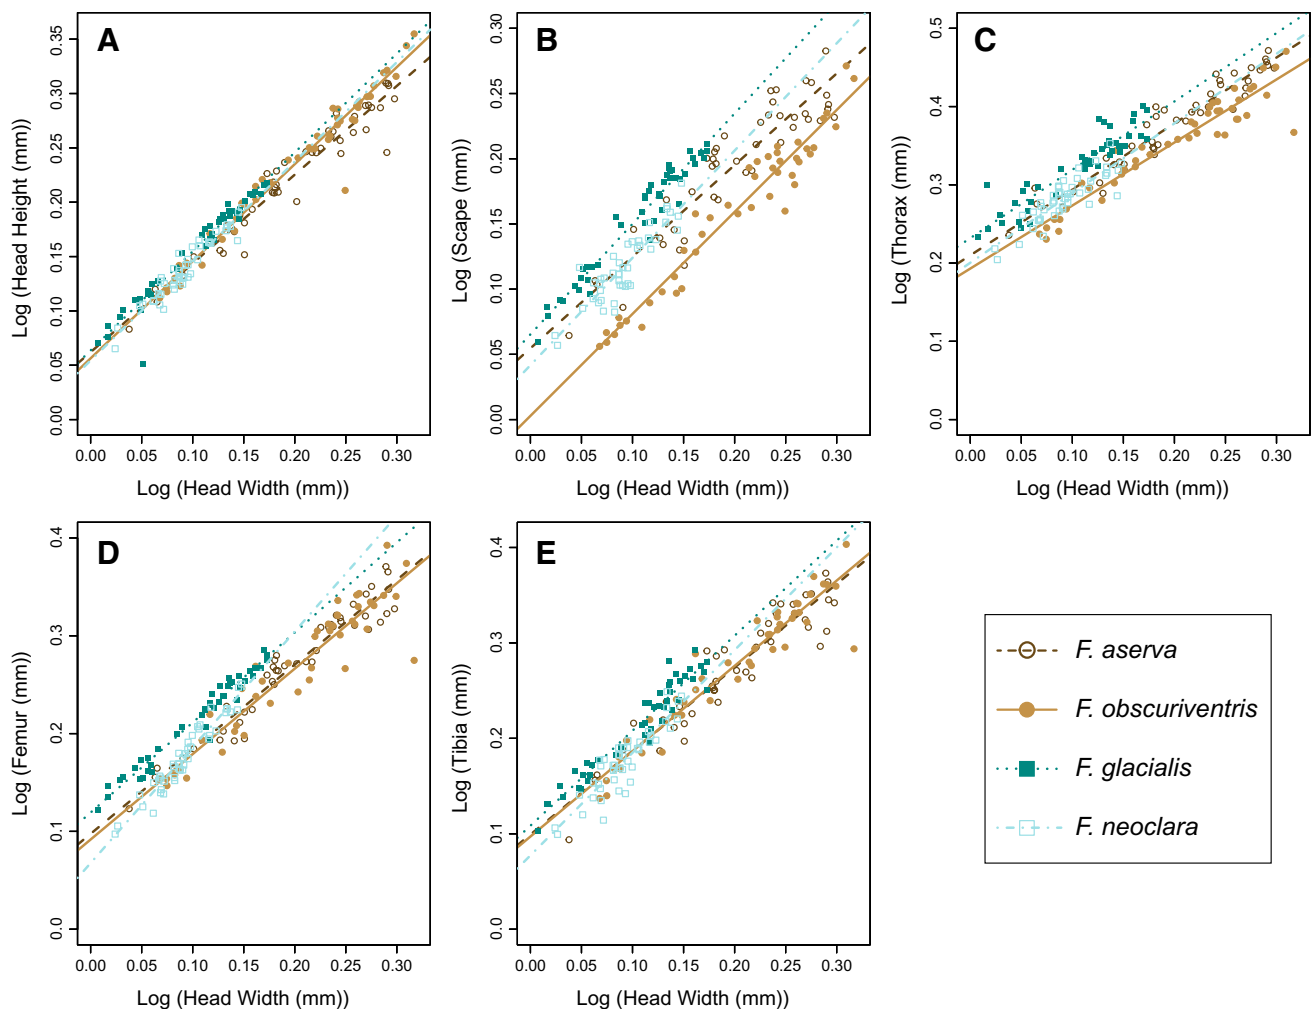 A
Log (Head Height (mm))
0.00 0.05 0.10 0.15 0.20 0.25 0.30 0.35
0.00 0.05 0.10 0.15 0.20 0.25 0.30
Log (Head Width (mm))
B
Log (Scape (mm))
0.00 0.05 0.10 0.15 0.20 0.25 0.30
0.00 0.05 0.10 0.15 0.20 0.25 0.30
Log (Head Width (mm))
C
Log (Thorax (mm))
0.0 0.1 0.2 0.3 0.4 0.5
0.00 0.05 0.10 0.15 0.20 0.25 0.30
Log (Head Width (mm))
D
Log (Femur (mm))
0.0 0.1 0.2 0.3 0.4
0.00 0.05 0.10 0.15 0.20 0.25 0.30
Log (Head Width (mm))
E
Log (Tibia (mm))
0.0 0.1 0.2 0.3 0.4
0.00 0.05 0.10 0.15 0.20 0.25 0.30
Log (Head Width (mm))
F. aserva
F. obscuriventris
F. glacialis
F. neoclara